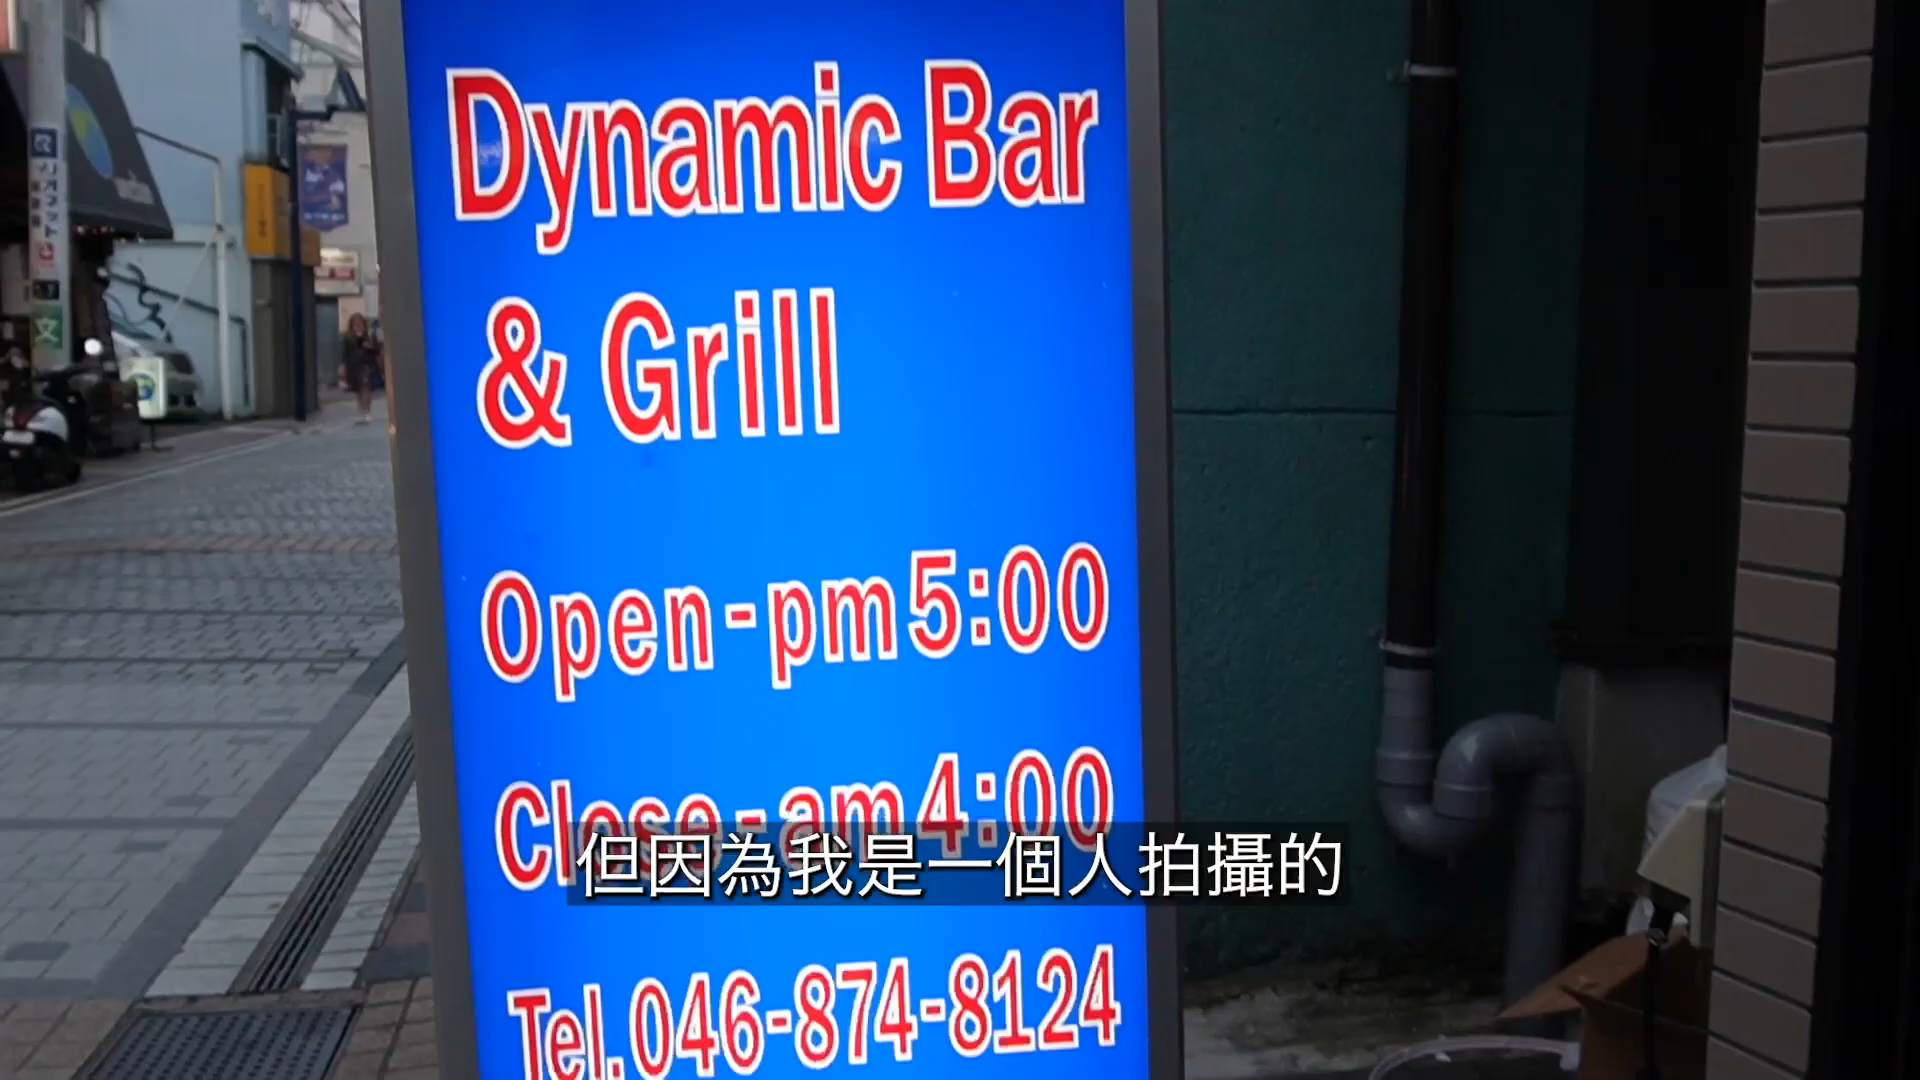 Dynamic Bar
& Grill
Open-pm5:00
Close-am4:00
但因為我是一個人拍攝的
Tel.046-874-8124
文